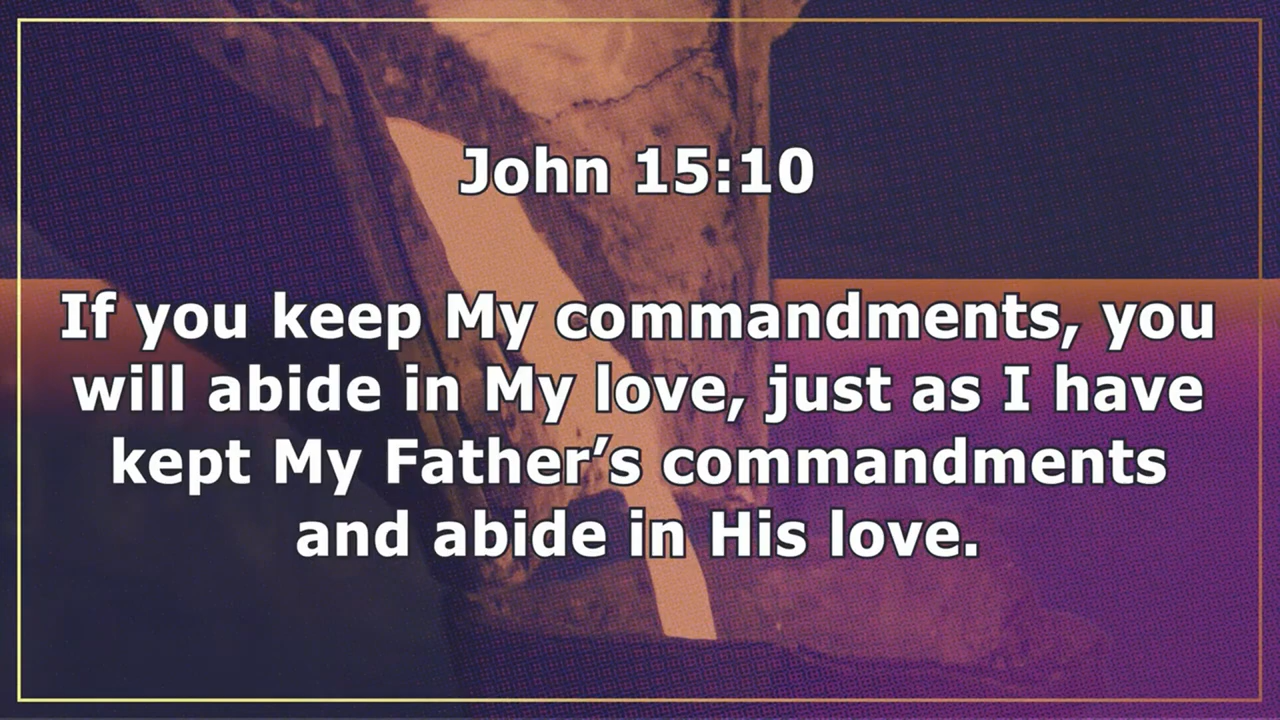 John 15:10
If you keep My commandments, you
will abide in My love, just as I have
kept My Father’s commandments
and abide in His love.